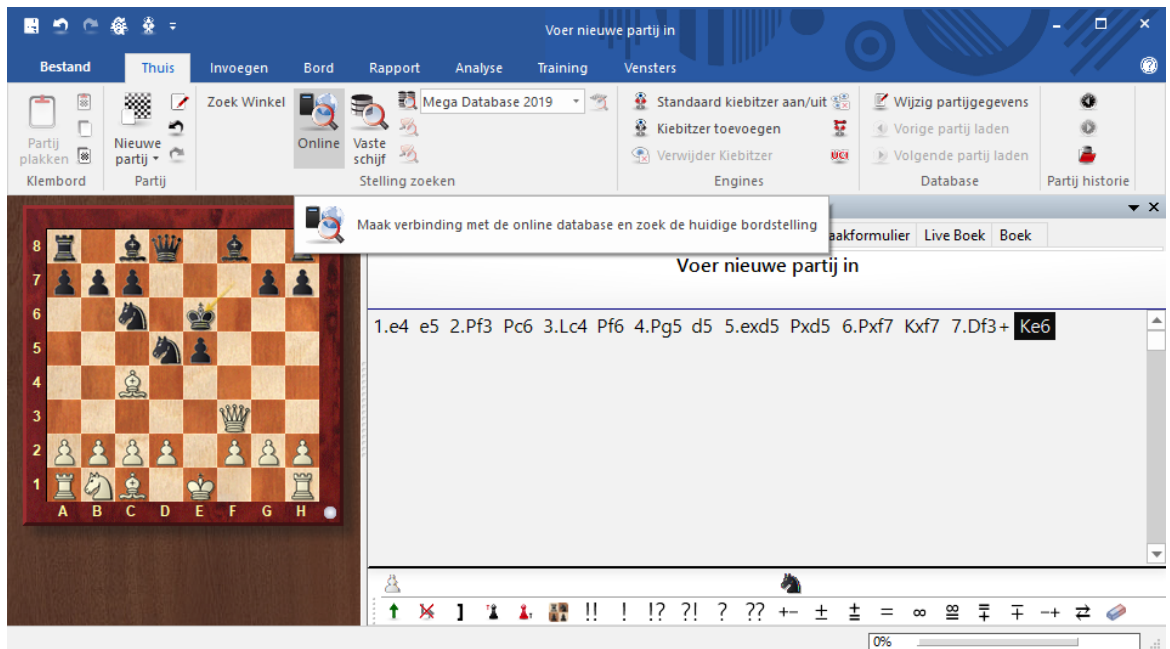 Voer nieuwe partij in
Bestand Thuis Invoegen Bord Rapport Analyse Training Vensters
Partij plakken
Klembord
Nieuwe partij
Partij
Zoek Winkel
Online
Vaste schijf
Mega Database 2019
Stelling zoeken
Standaard kiebitzer aan/uit
Kiebitzer toevoegen
Verwijder Kiebitzer
UCI
Engines
Wijzig partijgegevens
Vorige partij laden
Volgende partij laden
Database
Partij historie
Maak verbinding met de online database en zoek de huidige bordstelling
aakformulier Live Boek Boek
Voer nieuwe partij in
1.e4 e5 2.Pf3 Pc6 3.Lc4 Pf6 4.Pg5 d5 5.exd5 Pxd5 6.Pxf7 Kxf7 7.Df3+ Ke6
8
7
6
5
4
3
2
1
A B C D E F G H
] !! ! !? ?! ? ?? +− ± ⩲ = ∞ ⯹ ⩱ ∓ −+ ⇄
0%